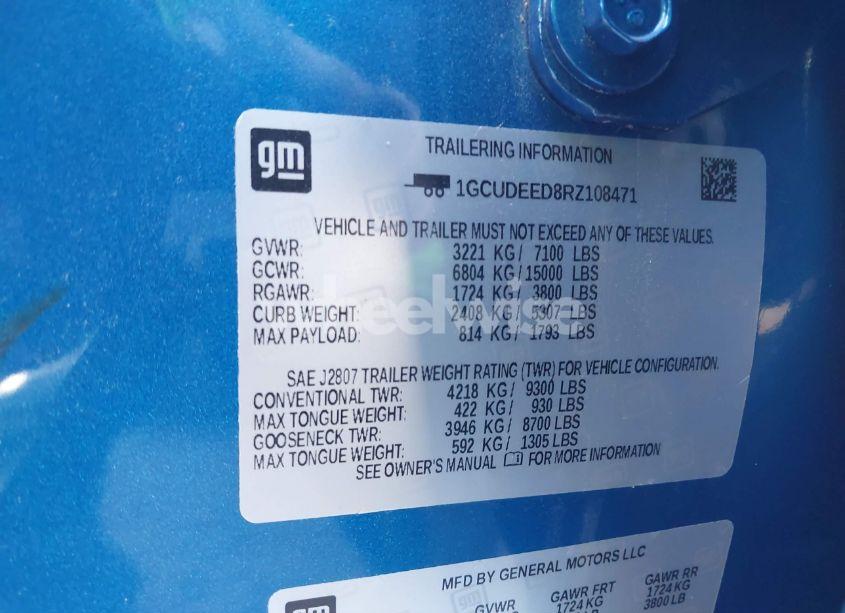 gm
TRAILERING INFORMATION
1GCUDEED8RZ108471
VEHICLE AND TRAILER MUST NOT EXCEED ANY OF THESE VALUES.
GVWR: 3221 KG / 7100 LBS
GCWR: 6804 KG / 15000 LBS
RGAWR: 1724 KG / 3800 LBS
CURB WEIGHT: 2408 KG / 5307 LBS
MAX PAYLOAD: 814 KG / 1793 LBS
SAE J2807 TRAILER WEIGHT RATING (TWR) FOR VEHICLE CONFIGURATION.
CONVENTIONAL TWR: 4218 KG / 9300 LBS
MAX TONGUE WEIGHT: 422 KG / 930 LBS
GOOSENECK TWR: 3946 KG / 8700 LBS
MAX TONGUE WEIGHT: 592 KG / 1305 LBS
SEE OWNER'S MANUAL FOR MORE INFORMATION
gm
MFD BY GENERAL MOTORS LLC
GVWR GAWR FRT GAWR RR
1724 KG 1724 KG
3800 LB